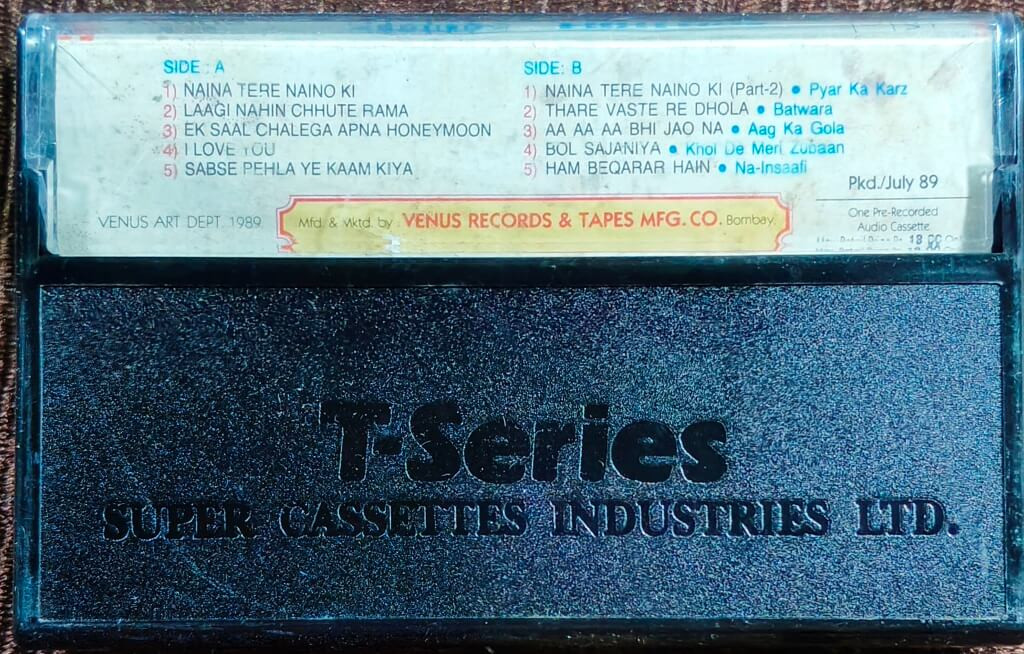 SIDE : A
1) NAINA TERE NAINO KI
2) LAAGI NAHIN CHHUTE RAMA
3) EK SAAL CHALEGA APNA HONEYMOON
4) I LOVE YOU
5) SABSE PEHLA YE KAAM KIYA
SIDE: B
1) NAINA TERE NAINO KI (Part-2) • Pyar Ka Karz
2) THARE VASTE RE DHOLA • Batwara
3) AA AA AA BHI JAO NA • Aag Ka Gola
4) BOL SAJANIYA • Khol De Meri Zubaan
5) HAM BEQARAR HAIN • Na-Insaafi
Pkd./July 89
VENUS ART DEPT. 1989
Mfd. & Mktd. by VENUS RECORDS & TAPES MFG. CO. Bombay.
One Pre-Recorded
Audio Cassette
T-Series
SUPER CASSETTES INDUSTRIES LTD.